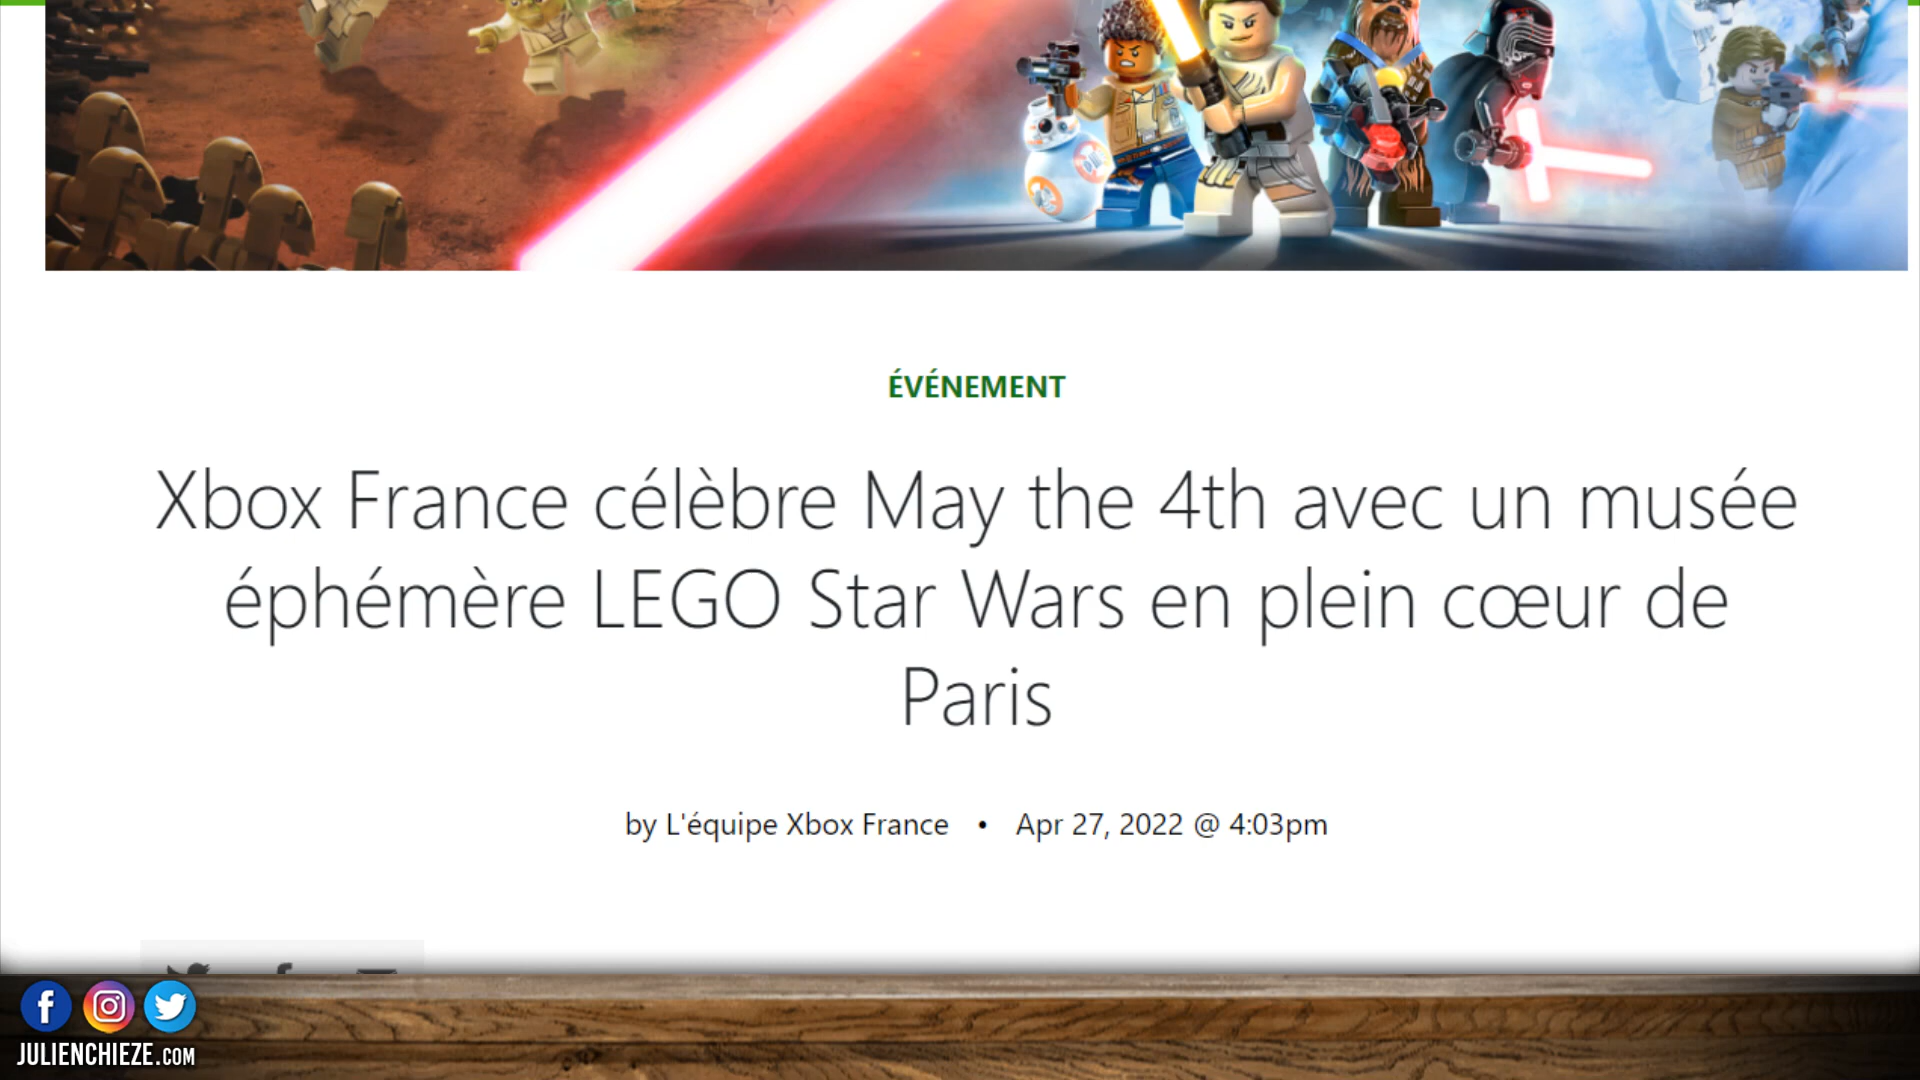 ÉVÉNEMENT
Xbox France célèbre May the 4th avec un musée
éphémère LEGO Star Wars en plein cœur de
Paris
by L'équipe Xbox France • Apr 27, 2022 @ 4:03pm
JULIENCHIEZE.COM